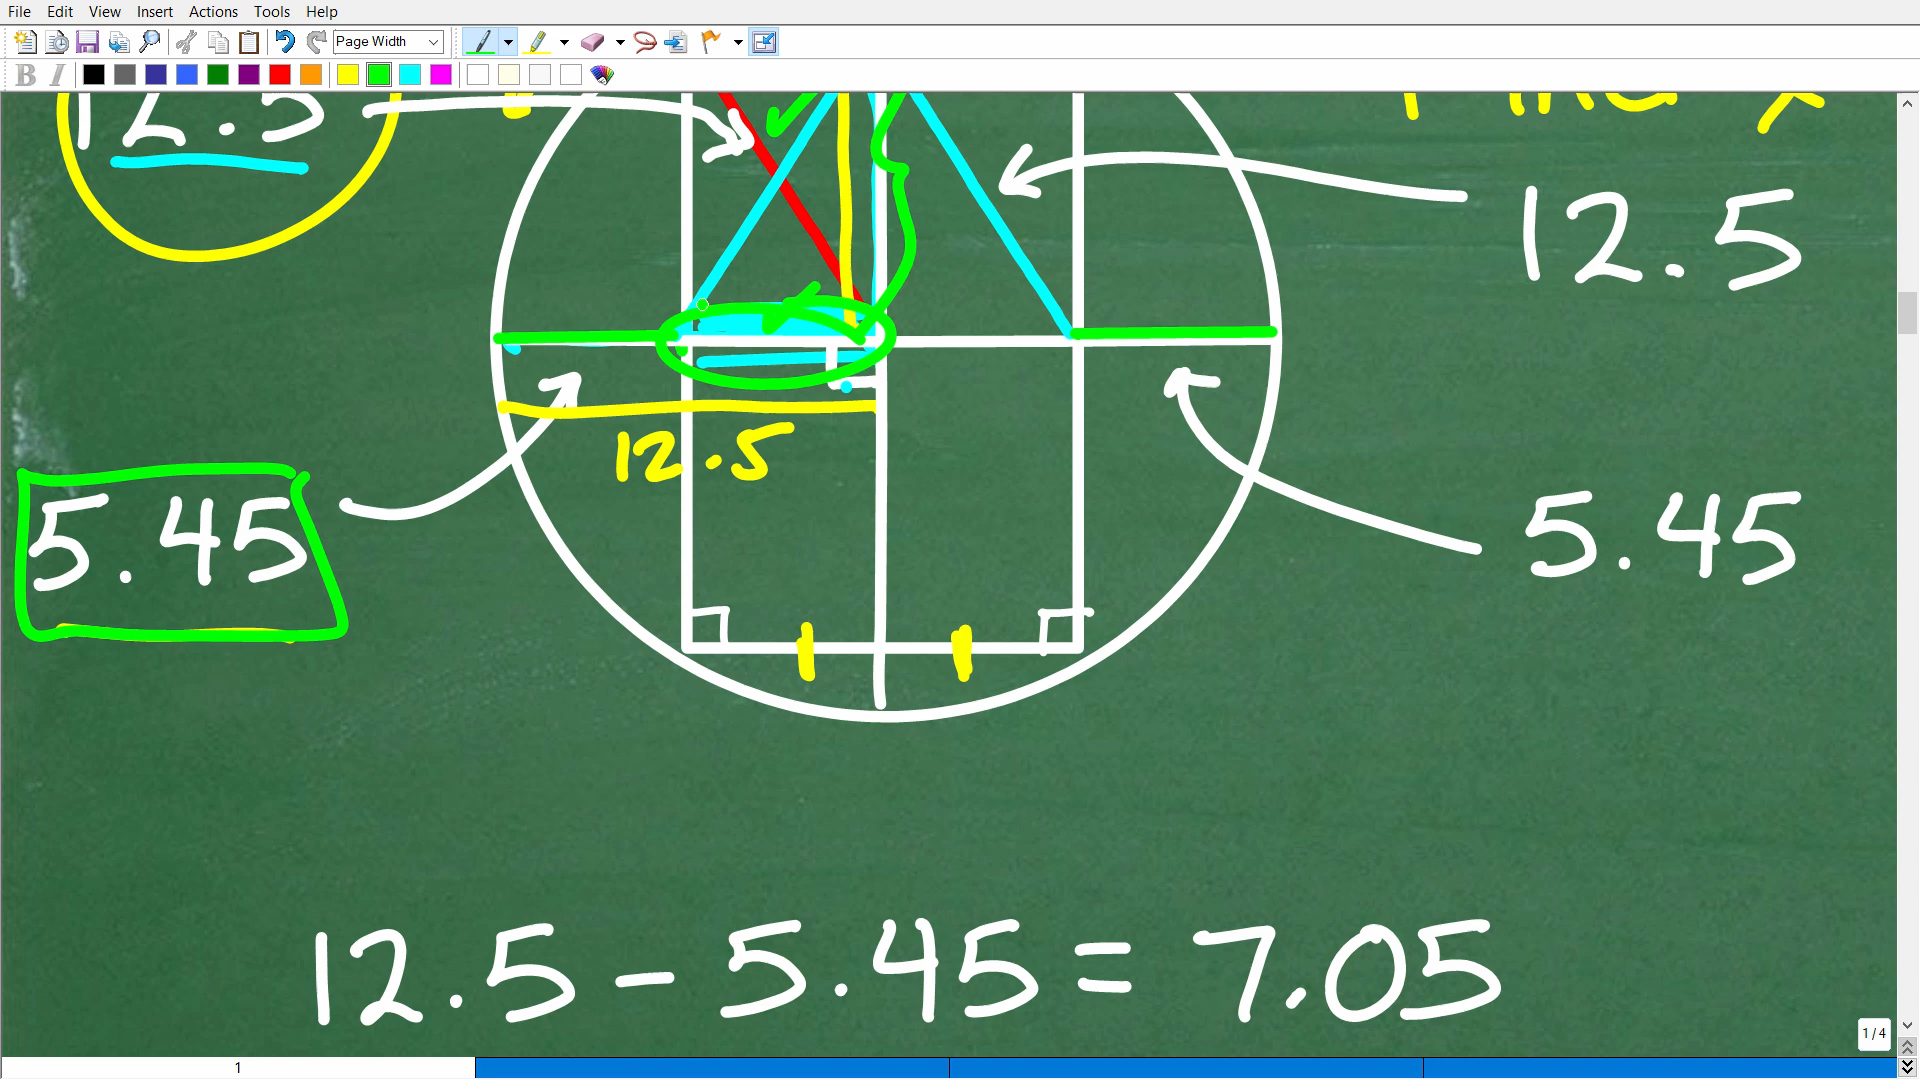 File Edit View Insert Actions Tools Help
Page Width
B I
12.5
Find x
12.5
12.5
5.45
5.45
12.5 - 5.45 = 7.05
1 / 4
1